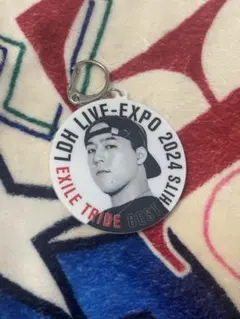 LDH LIVE-EXPO 2024
EXILE TRIBE BEST HITS